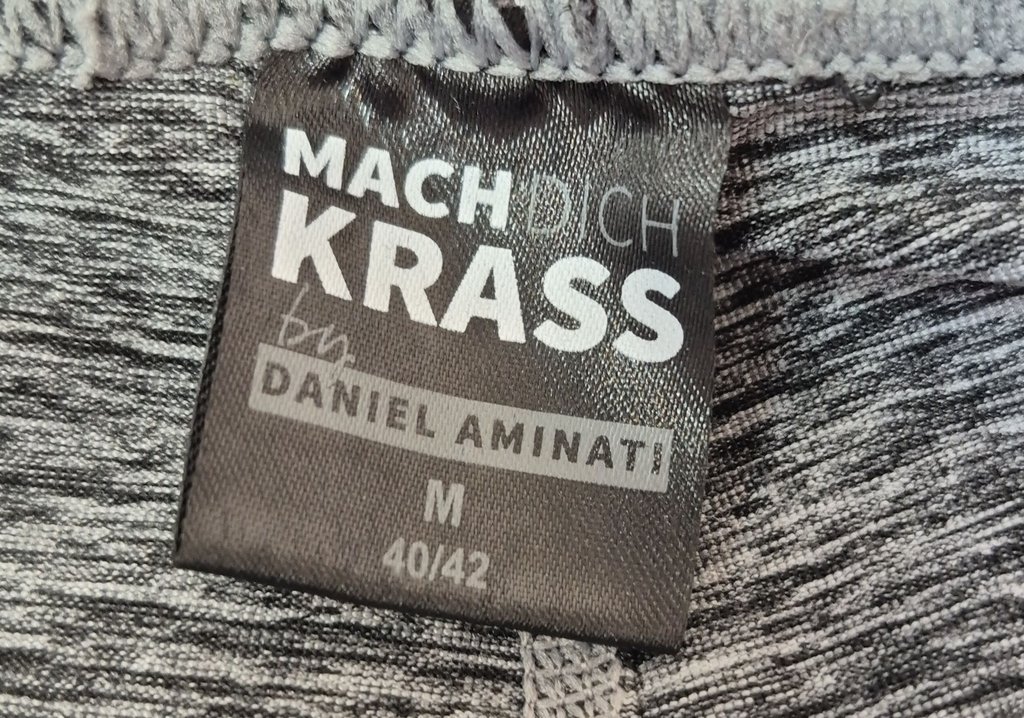 MACH DICH
KRASS
by
DANIEL AMINATI
M
40/42